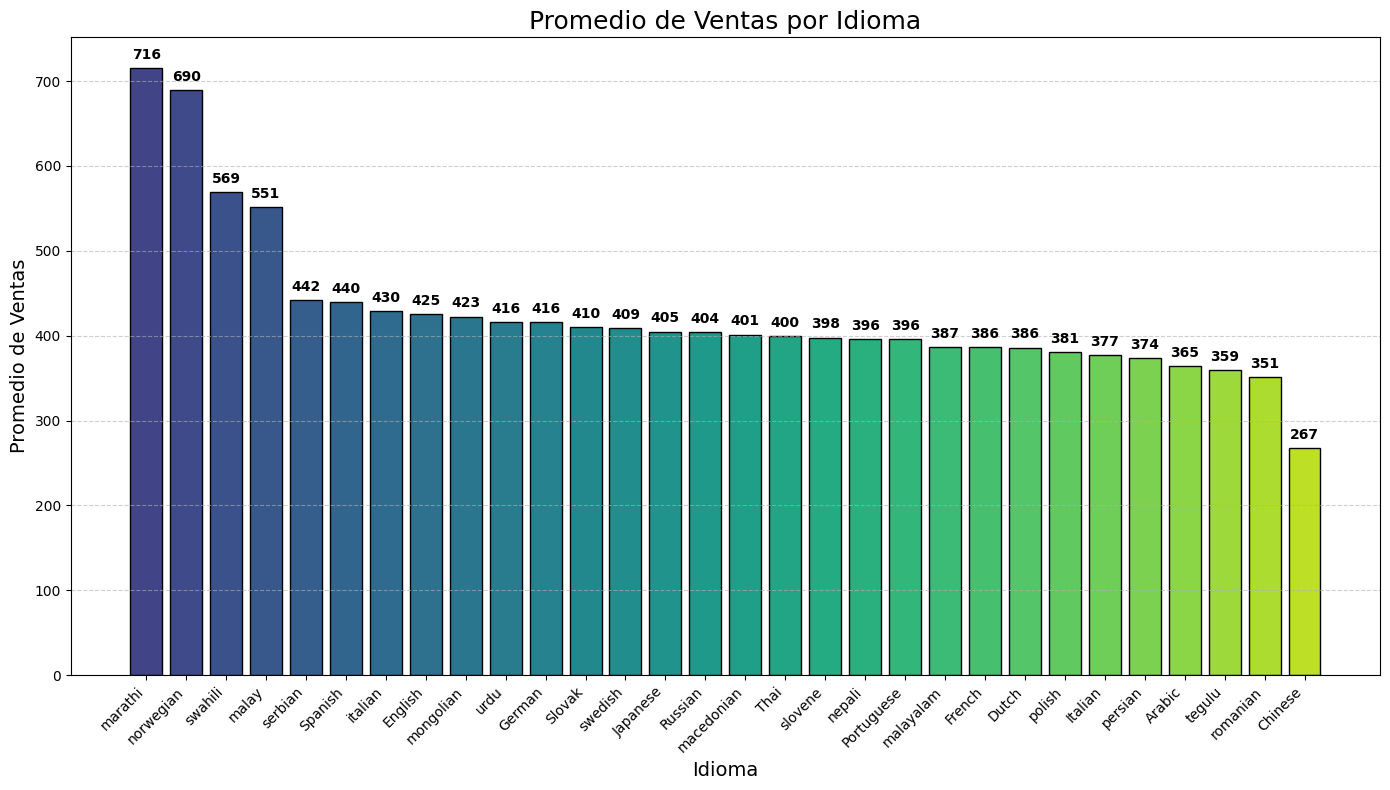 Promedio de Ventas por Idioma
Promedio de Ventas
700
600
500
400
300
200
100
0
716
690
569
551
442
440
430
425
423
416
416
410
409
405
404
401
400
398
396
396
387
386
386
381
377
374
365
359
351
267
marathi
norwegian
swahili
malay
serbian
Spanish
italian
English
mongolian
urdu
German
Slovak
swedish
Japanese
Russian
macedonian
Thai
slovene
nepali
Portuguese
malayalam
French
Dutch
polish
Italian
persian
Arabic
tegulu
romanian
Chinese
Idioma